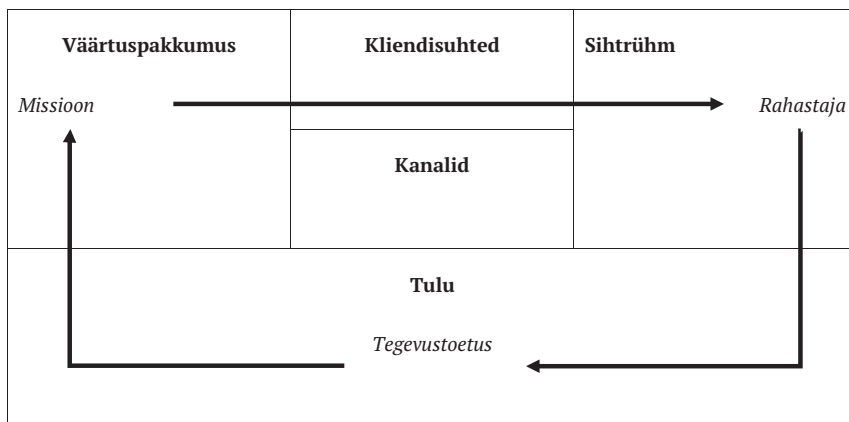 Väärtuspakkumus
Kliendisuhted
Sihtrühm
Missioon
Rahastaja
Kanalid
Tulu
Tegevustoetus